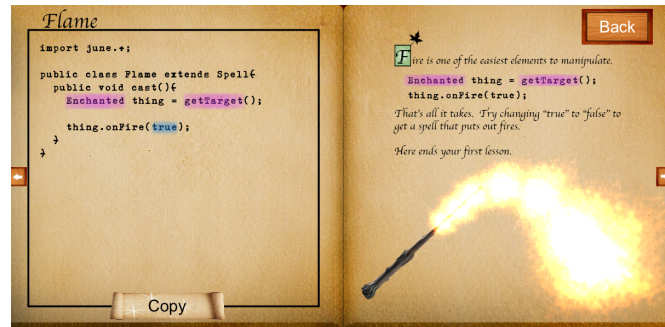 Flame
import june.+;
public class Flame extends Spell{
public void cast(){
Enchanted thing = getTarget();
thing.onFire(true);
}
}
Copy
Back
Fire is one of the easiest elements to manipulate.
Enchanted thing = getTarget();
thing.onFire(true);
That's all it takes. Try changing "true" to "false" to
get a spell that puts out fires.
Here ends your first lesson.